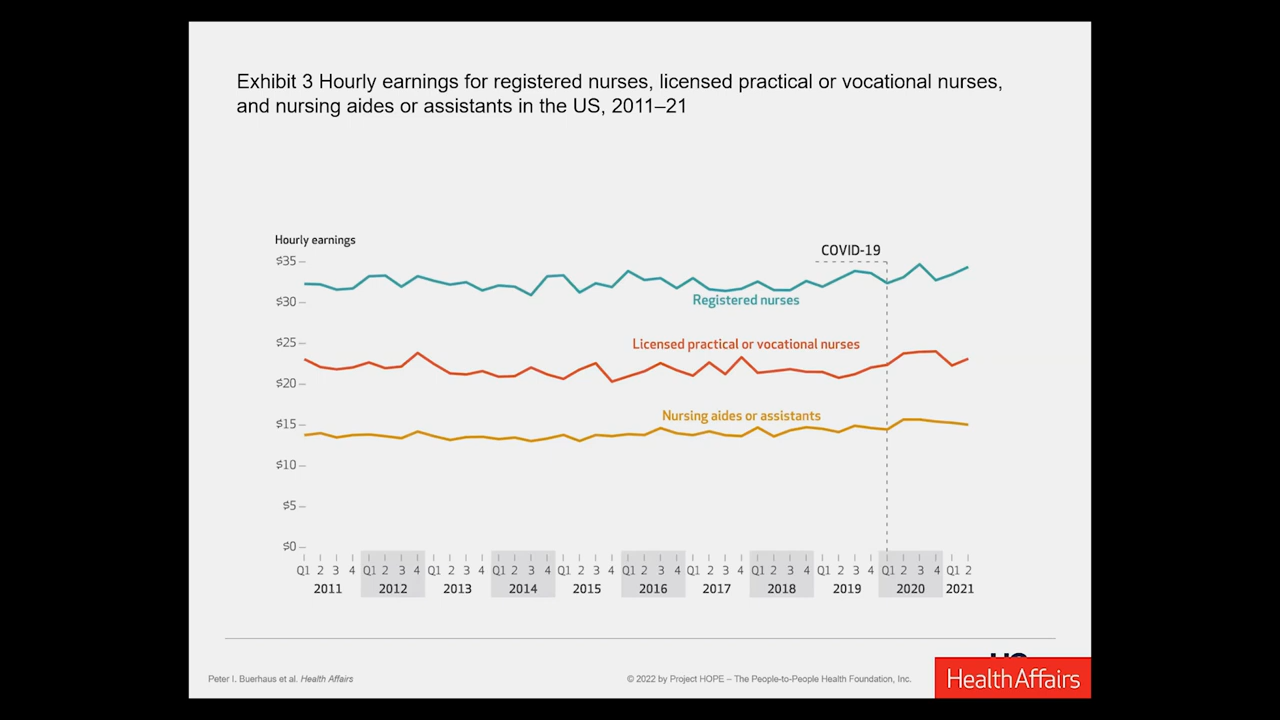 Exhibit 3 Hourly earnings for registered nurses, licensed practical or vocational nurses,
and nursing aides or assistants in the US, 2011–21
Hourly earnings
COVID-19
$35
Registered nurses
$30
Licensed practical or vocational nurses
$25
$20
Nursing aides or assistants
$15
$10
$5
$0
Q1 2 3 4 Q1 2 3 4 Q1 2 3 4 Q1 2 3 4 Q1 2 3 4 Q1 2 3 4 Q1 2 3 4 Q1 2 3 4 Q1 2 3 4 Q1 2 3 4 Q1 2
2011 2012 2013 2014 2015 2016 2017 2018 2019 2020 2021
Peter I. Buerhaus et al. Health Affairs
© 2022 by Project HOPE – The People-to-People Health Foundation, Inc.
HealthAffairs